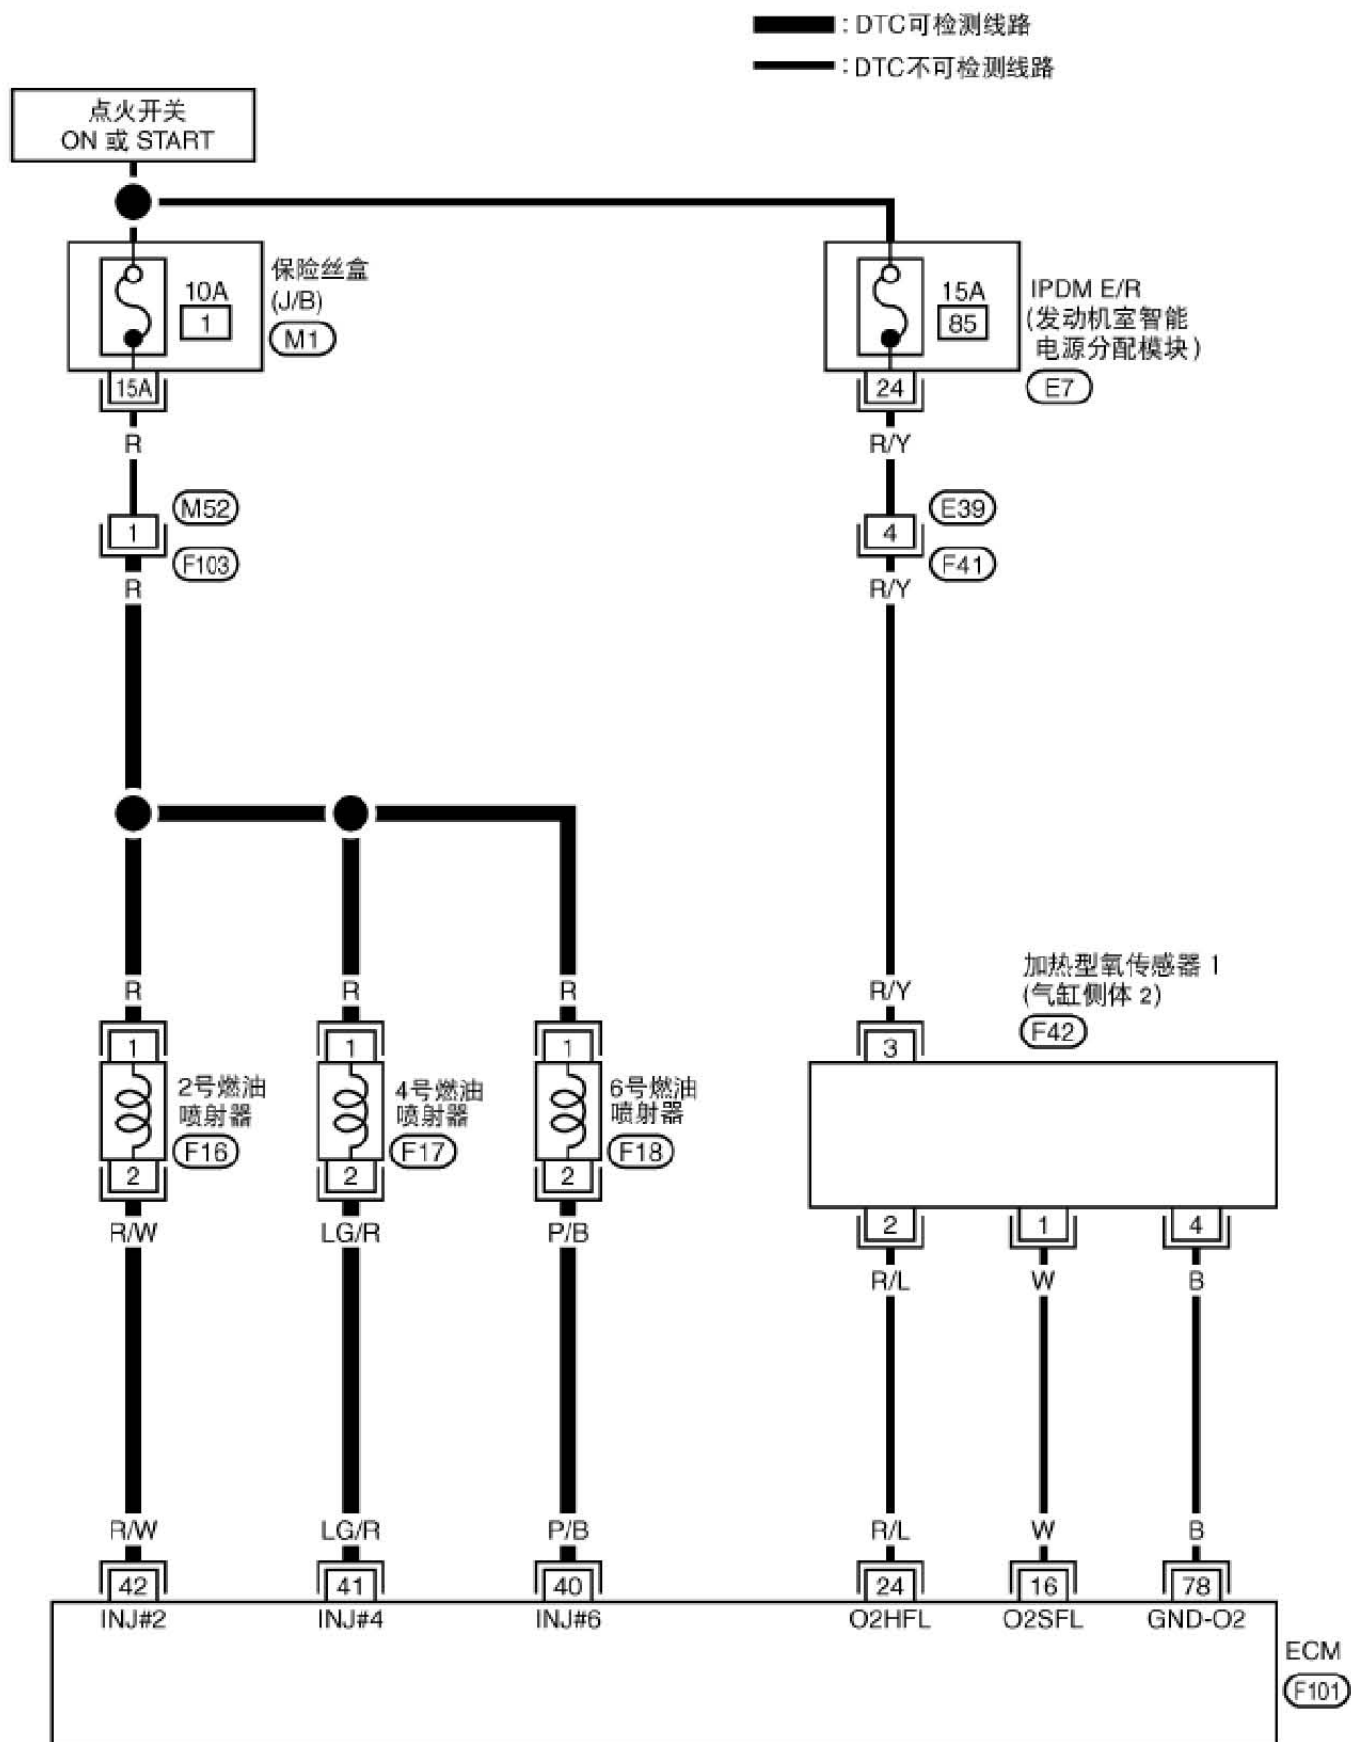 : DTC可检测线路
: DTC不可检测线路
点火开关
ON 或 START
10A
1
保险丝盒
(J/B)
M1
15A
85
IPDM E/R
(发动机室智能
电源分配模块)
E7
15A
24
R
R/Y
M52
E39
1
4
F103
F41
R
R/Y
加热型氧传感器 1
(气缸侧体 2)
F42
R
R
R
R/Y
1
1
1
3
2号燃油
喷射器
F16
4号燃油
喷射器
F17
6号燃油
喷射器
F18
2
2
2
2
1
4
R/W
LG/R
P/B
R/L
W
B
R/W
LG/R
P/B
R/L
W
B
42
41
40
24
16
78
INJ#2
INJ#4
INJ#6
O2HFL
O2SFL
GND-O2
ECM
F101